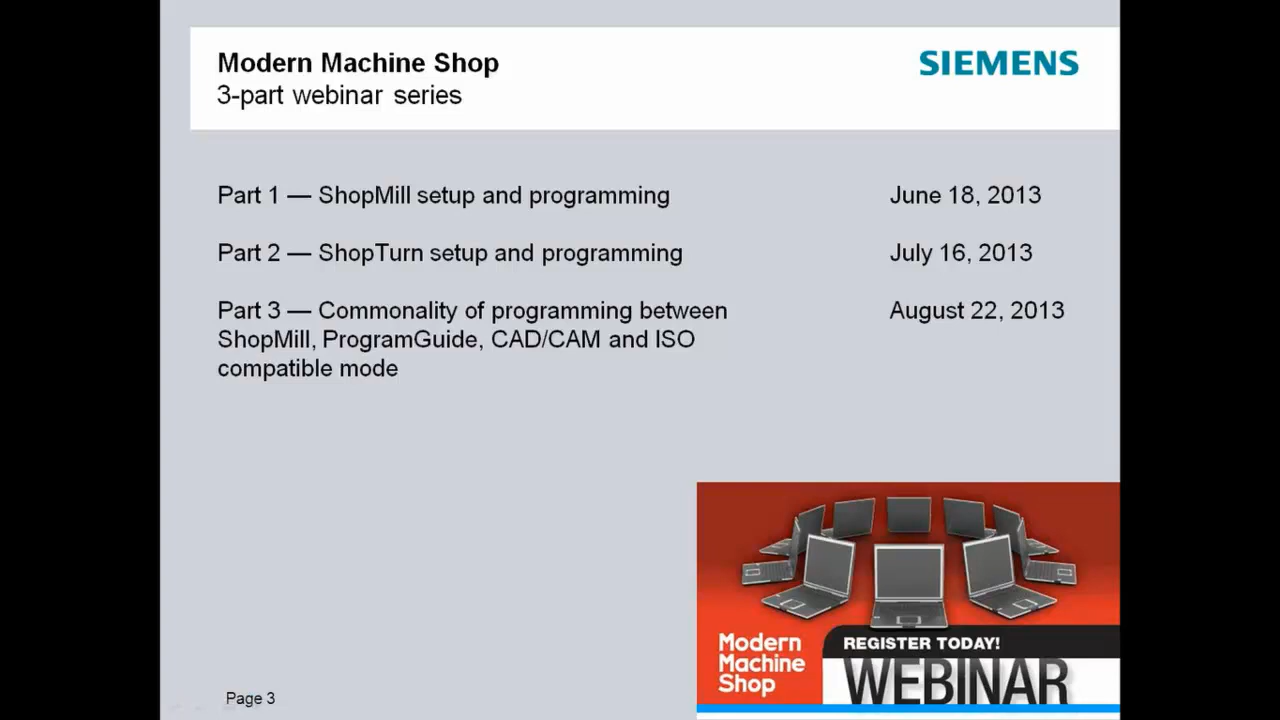 Modern Machine Shop
3-part webinar series
SIEMENS
Part 1 — ShopMill setup and programming
June 18, 2013
Part 2 — ShopTurn setup and programming
July 16, 2013
Part 3 — Commonality of programming between
August 22, 2013
ShopMill, ProgramGuide, CAD/CAM and ISO
compatible mode
Modern
Machine
Shop
REGISTER TODAY!
WEBINAR
Page 3